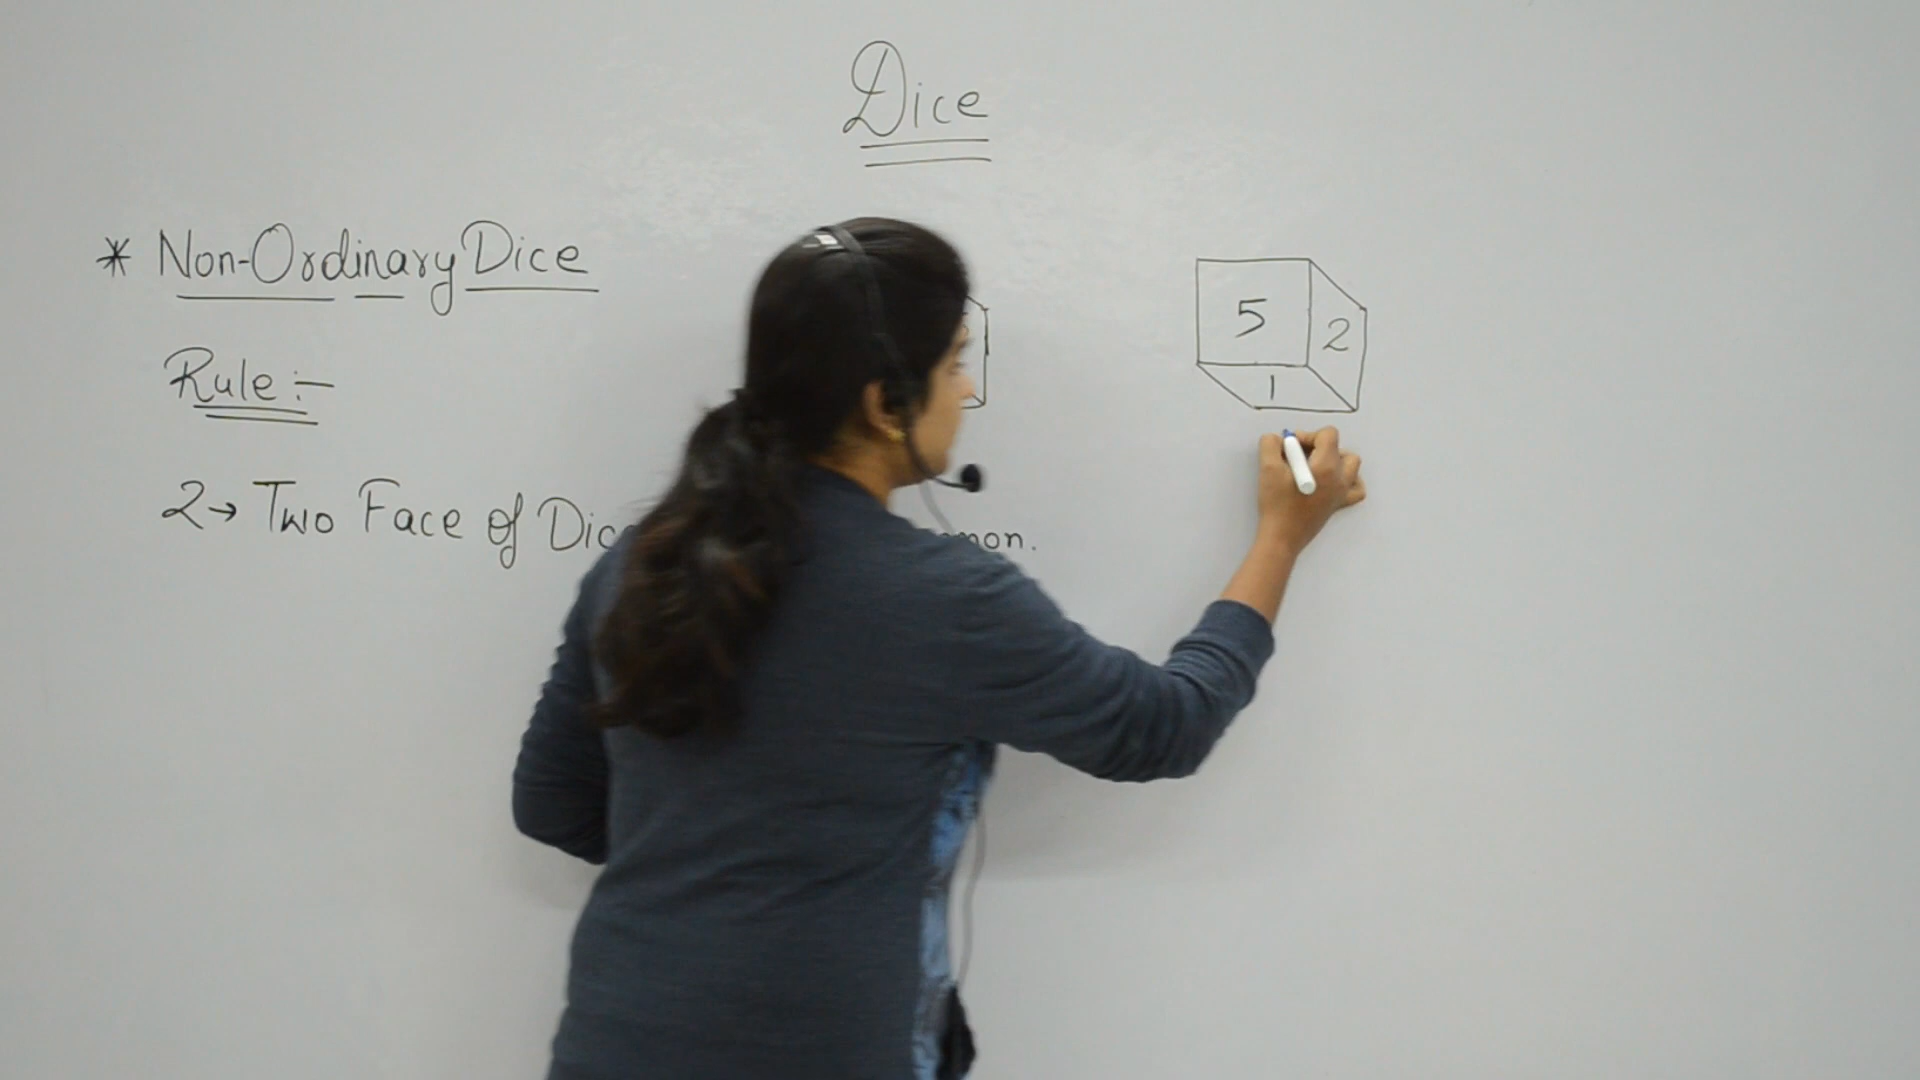 Dice
* Non-Ordinary Dice
5 2
1
Rule :-
2→ Two Face of Dic
mon.